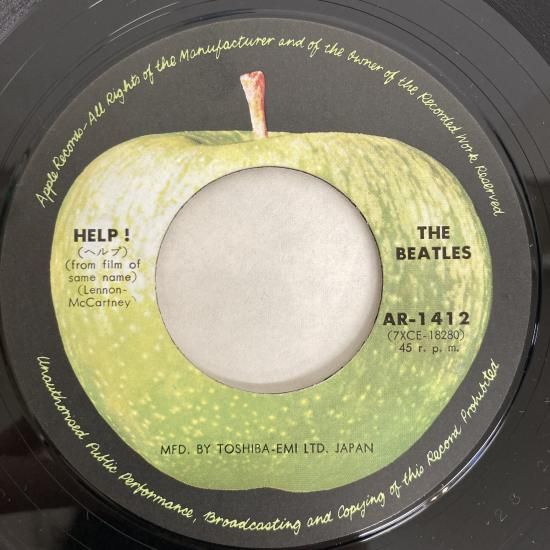 Apple Records-All Rights of the Manufacturer and of the Owner of the Recorded Work Reserved
HELP!
(ヘルプ)
(from film of
same name)
(Lennon-
McCartney)
THE
BEATLES
AR-1412
(7XCE-18280)
45 r. p. m.
MFD. BY TOSHIBA-EMI LTD. JAPAN
Unauthorised Public Performance, Broadcasting and Copying of this Record Prohibited